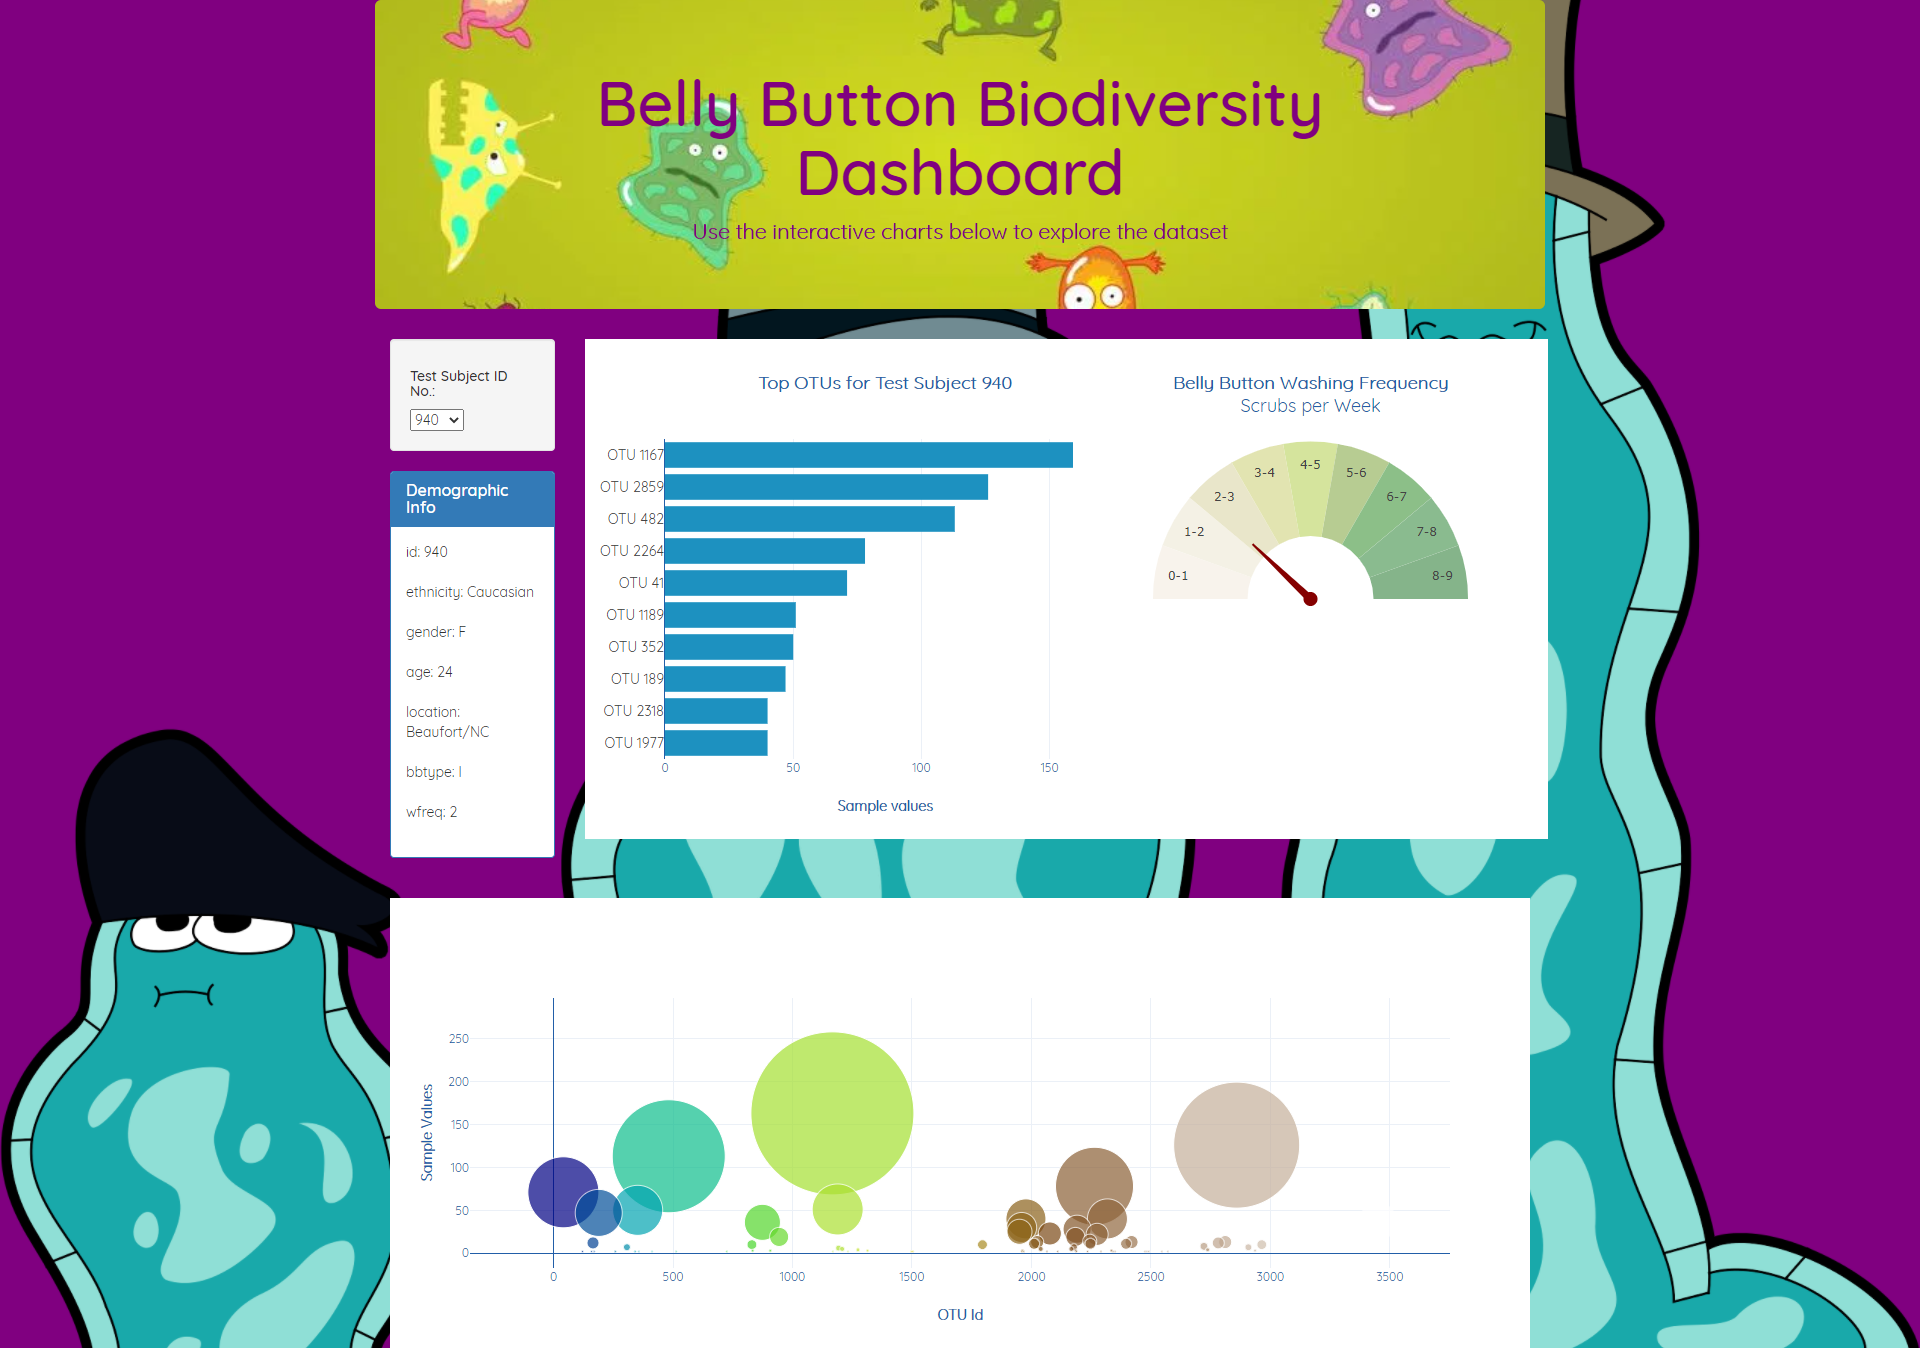 Belly Button Biodiversity
Dashboard
Use the interactive charts below to explore the dataset
Test Subject ID
No.:
940
Demographic
Info
id: 940
ethnicity: Caucasian
gender: F
age: 24
location:
Beaufort/NC
bbtype: I
wfreq: 2
Top OTUs for Test Subject 940
OTU 1167
OTU 2859
OTU 482
OTU 2264
OTU 41
OTU 1189
OTU 352
OTU 189
OTU 2318
OTU 1977
0 50 100 150
Sample values
Belly Button Washing Frequency
Scrubs per Week
0-1
1-2
2-3
3-4
4-5
5-6
6-7
7-8
8-9
Sample Values
250
200
150
100
50
0
0 500 1000 1500 2000 2500 3000 3500
OTU Id